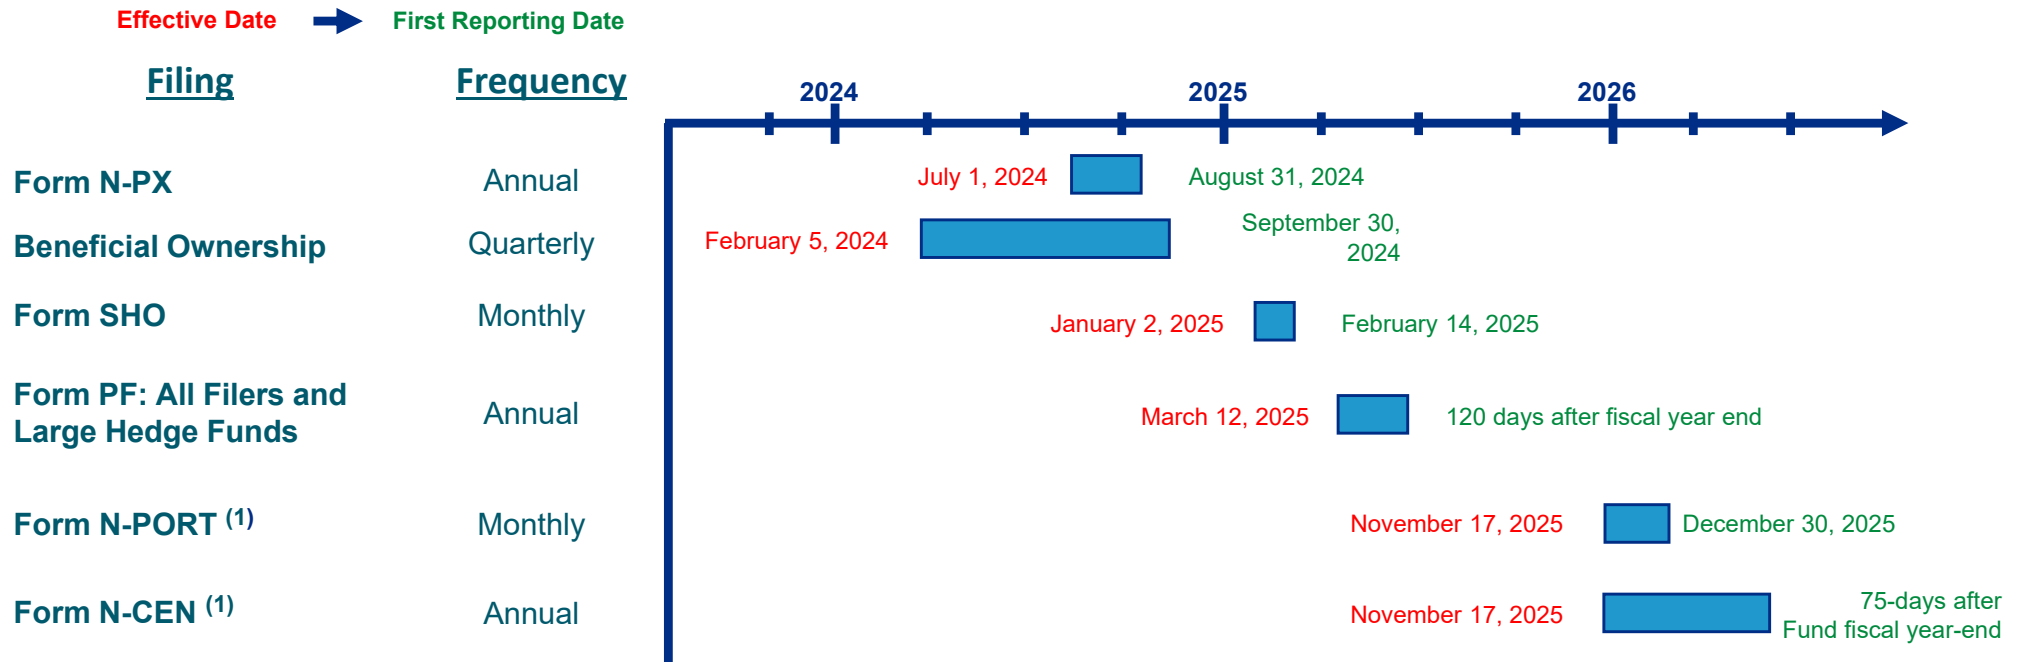 Effective Date First Reporting Date
Filing Frequency
2024 2025 2026
Form N-PX Annual July 1, 2024 August 31, 2024
Beneficial Ownership Quarterly February 5, 2024 September 30,
2024
Form SHO Monthly January 2, 2025 February 14, 2025
Form PF: All Filers and
Large Hedge Funds Annual March 12, 2025 120 days after fiscal year end
Form N-PORT (1) Monthly November 17, 2025 December 30, 2025
Form N-CEN (1) Annual November 17, 2025 75-days after
Fund fiscal year-end